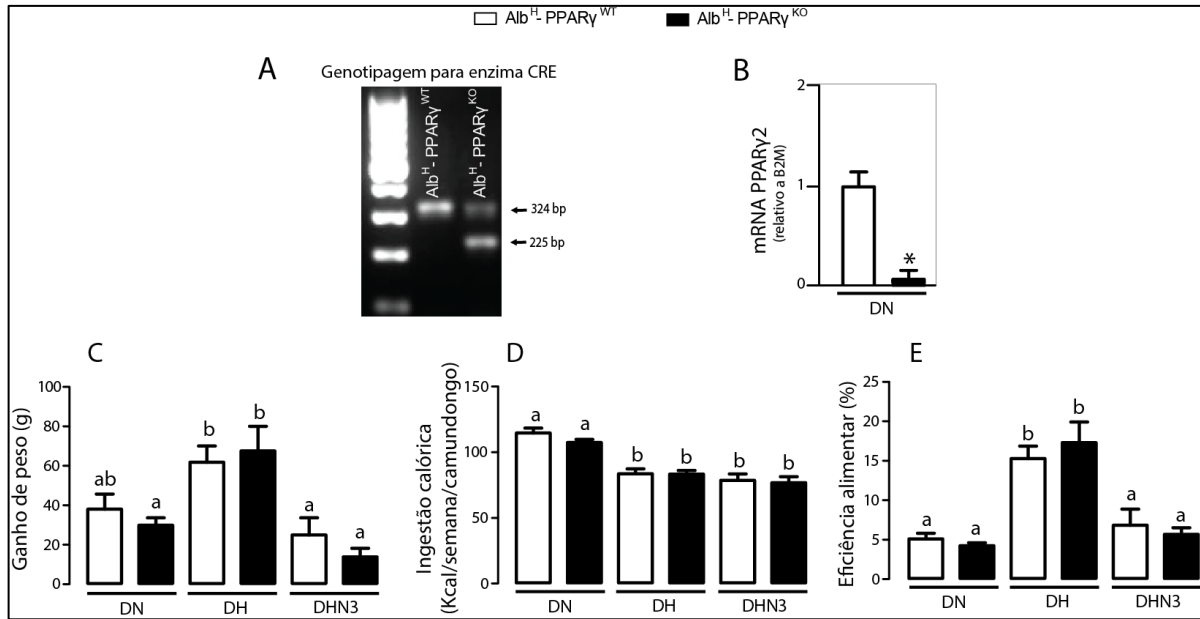 Alb^H- PPARγ^WT
Alb^H- PPARγ^KO
A
Genotipagem para enzima CRE
Alb^H- PPARγ^WT
Alb^H- PPARγ^KO
324 bp
225 bp
B
mRNA PPARγ2
(relativo a B2M)
2
1
0
*
DN
C
Ganho de peso (g)
100
80
60
40
20
0
ab
a
b
b
a
a
DN
DH
DHN3
D
Ingestão calórica
(Kcal/semana/camundongo)
150
100
50
0
a
a
b
b
b
b
DN
DH
DHN3
E
Eficiência alimentar (%)
25
20
15
10
5
0
a
a
b
b
a
a
DN
DH
DHN3